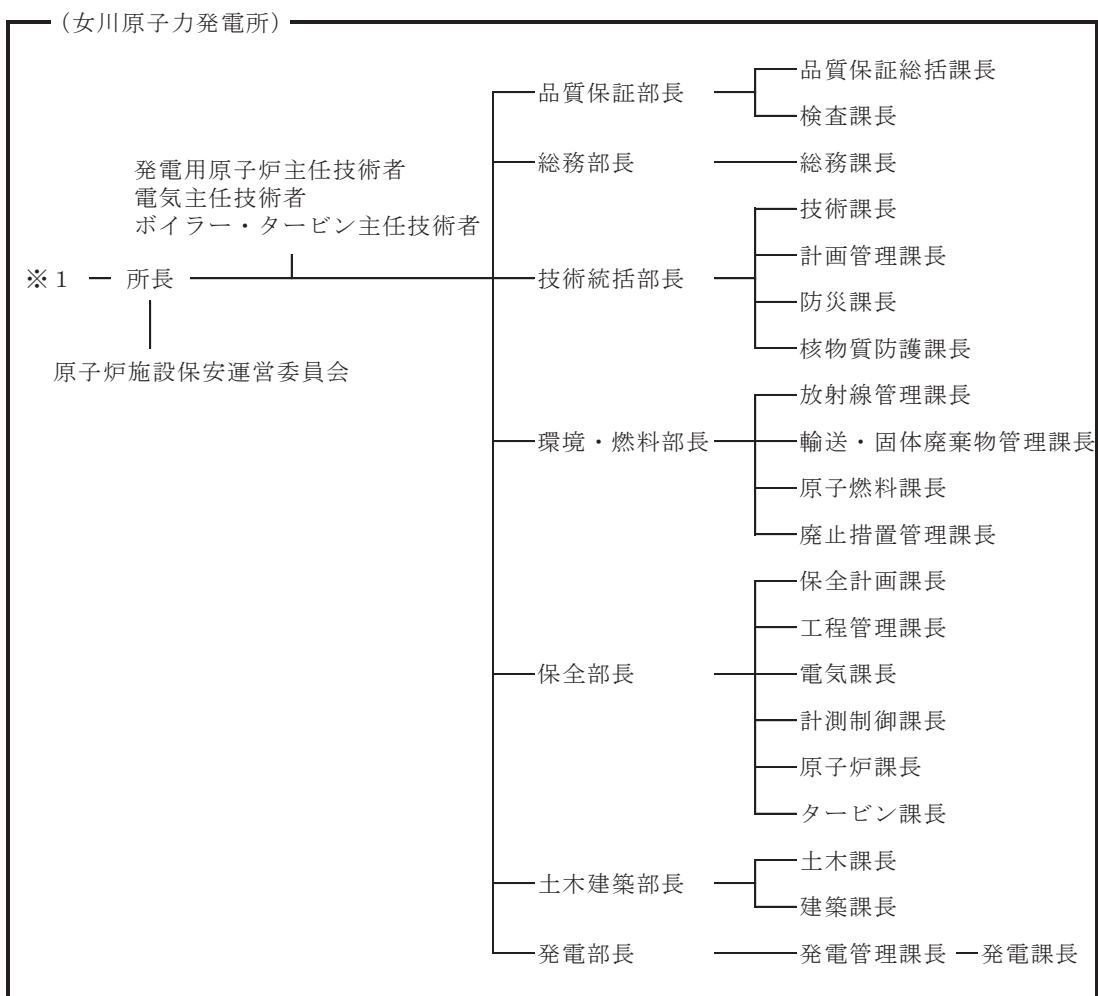 (女川原子力発電所)
品質保証総括課長
品質保証部長
検査課長
発電用原子炉主任技術者
電気主任技術者
ボイラー・タービン主任技術者
総務部長
総務課長
技術課長
計画管理課長
※1
所長
技術統括部長
防災課長
核物質防護課長
原子炉施設保安運営委員会
放射線管理課長
環境・燃料部長
輸送・固体廃棄物管理課長
原子燃料課長
廃止措置管理課長
保全計画課長
工程管理課長
保全部長
電気課長
計測制御課長
原子炉課長
タービン課長
土木課長
土木建築部長
建築課長
発電部長
発電管理課長
発電課長